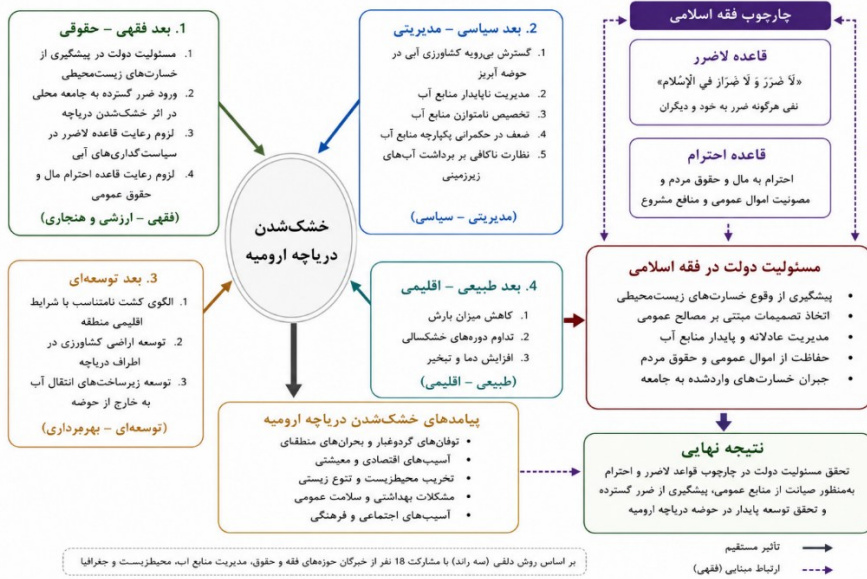 1. بعد فقهی – حقوقی
1. مسئولیت دولت در پیشگیری از
خسارت‌های زیست‌محیطی
2. ورود ضرر گسترده به جامعه محلی
در اثر خشک‌شدن دریاچه
3. لزوم رعایت قاعده لاضرر در
سیاست‌گذاری‌های آبی
4. لزوم رعایت قاعده احترام مال و
حقوق عمومی
(فقهی – ارزشی و هنجاری)
2. بعد سیاسی – مدیریتی
1. گسترش بی‌رویه کشاورزی آبی در
حوضه آبریز
2. مدیریت ناپایدار منابع آب
3. تخصیص نامتوازن منابع آب
4. ضعف در حکمرانی یکپارچه منابع آب
5. نظارت ناکافی بر برداشت آب‌های
زیرزمینی
(مدیریتی – سیاسی)
چارچوب فقه اسلامی
قاعده لاضرر
«لَا ضَرَرَ وَ لَا ضَِرَاز في الْإِسْلَام»
نفی هرگونه ضرر به خود و دیگران
قاعده احترام
احترام به مال و حقوق مردم و
مصونیت اموال عمومی و منافع مشروع
خشک‌شدن
دریاچه ارومیه
3. بعد توسعه‌ای
1. الگوی کشت نامتناسب با شرایط
اقلیمی منطقه
2. توسعه اراضی کشاورزی در
اطراف دریاچه
3. توسعه زیرساخت‌های انتقال آب
به خارج از حوضه
(توسعه‌ای – بهره‌برداری)
4. بعد طبیعی – اقلیمی
1. کاهش میزان بارش
2. تداوم دوره‌های خشکسالی
3. افزایش دما و تبخیر
(طبیعی – اقلیمی)
مسئولیت دولت در فقه اسلامی
• پیشگیری از وقوع خسارت‌های زیست‌محیطی
• اتخاذ تصمیمات مبتنی بر مصالح عمومی
• مدیریت عادلانه و پایدار منابع آب
• حفاظت از اموال عمومی و حقوق مردم
• جبران خسارت‌های واردشده به جامعه
پیامدهای خشک‌شدن دریاچه ارومیه
• توفان‌های گردوغبار و بحران‌های منطقه‌ای
• آسیب‌های اقتصادی و معیشتی
• تخریب محیط‌زیست و تنوع زیستی
• مشکلات بهداشتی و سلامت عمومی
• آسیب‌های اجتماعی و فرهنگی
نتیجه نهایی
تحقق مسئولیت دولت در چارچوب قواعد لاضرر و احترام
به‌منظور صیانت از منابع عمومی، پیشگیری از ضرر گسترده
و تحقق توسعه پایدار در حوضه دریاچه ارومیه
تأثیر مستقیم
ارتباط مبنایی (فقهی)
بر اساس روش دلفی (سه راند) با مشارکت 18 نفر از خبرگان حوزه‌های فقه و حقوق، مدیریت منابع آب، محیط‌زیست و جغرافیا